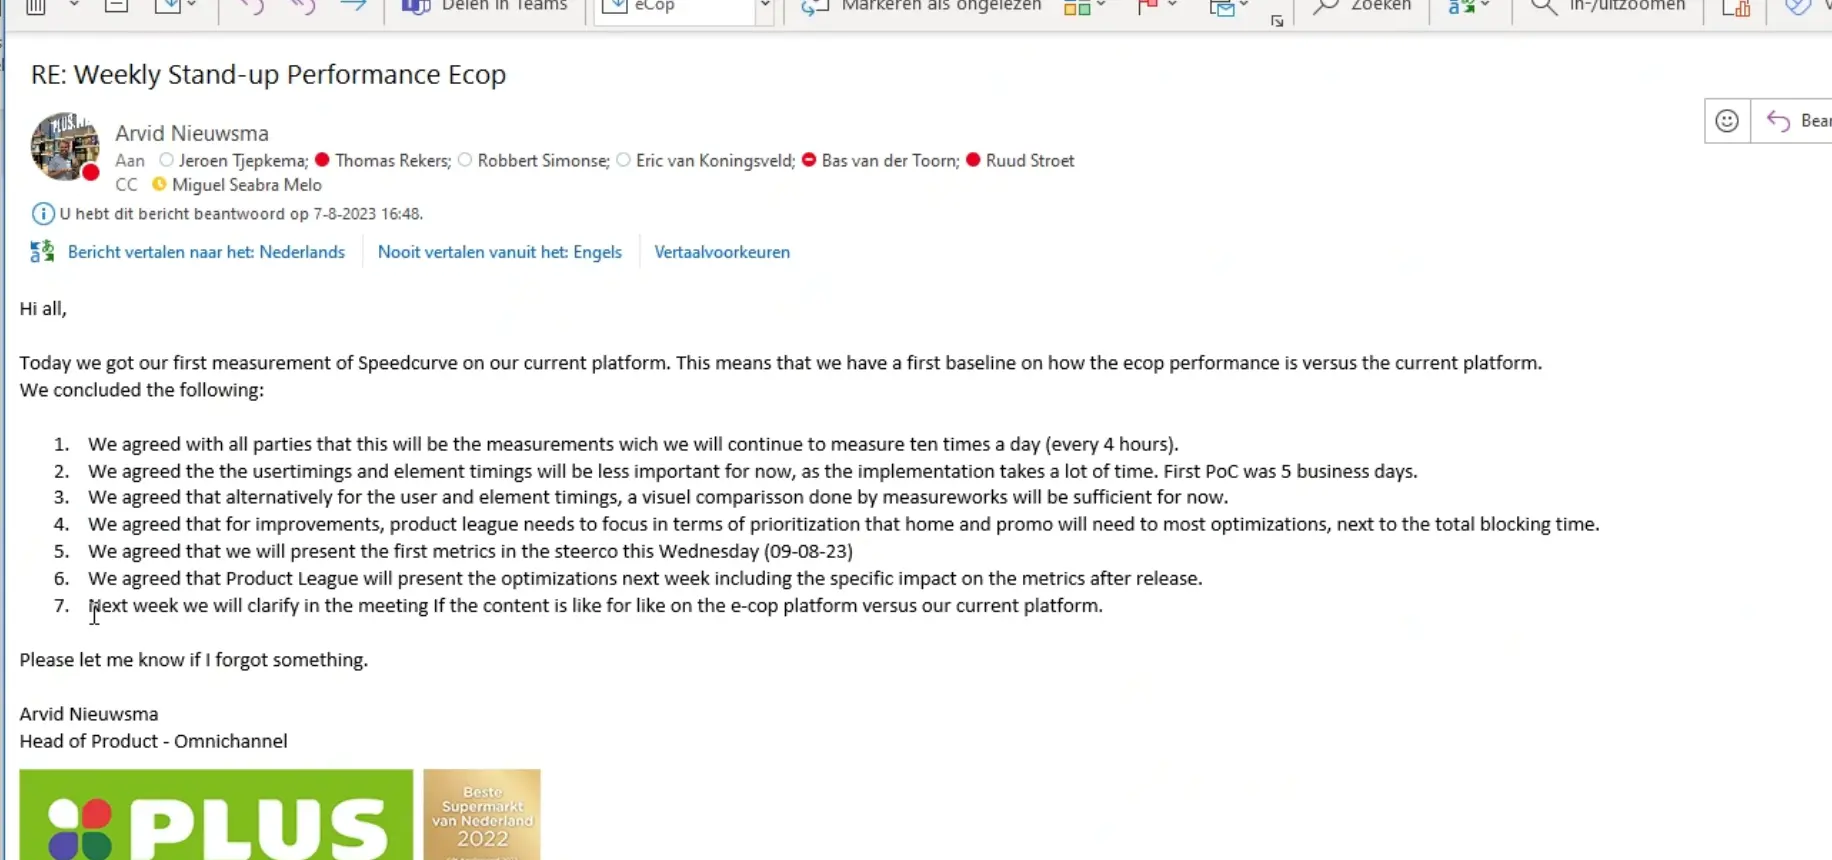 Delen in Teams
eCop
Markeren als ongelezen
Zoeken
In-/uitzoomen
RE: Weekly Stand-up Performance Ecop
Arvid Nieuwsma
Aan Jeroen Tjepkema; Thomas Rekers; Robbert Simonse; Eric van Koningsveld; Bas van der Toorn; Ruud Stroet
CC Miguel Seabra Melo
U hebt dit bericht beantwoord op 7-8-2023 16:48.
Bericht vertalen naar het: Nederlands
Nooit vertalen vanuit het: Engels
Vertaalvoorkeuren
Hi all,
Today we got our first measurement of Speedcurve on our current platform. This means that we have a first baseline on how the ecop performance is versus the current platform.
We concluded the following:
1. We agreed with all parties that this will be the measurements wich we will continue to measure ten times a day (every 4 hours).
2. We agreed the the usertimings and element timings will be less important for now, as the implementation takes a lot of time. First PoC was 5 business days.
3. We agreed that alternatively for the user and element timings, a visuel comparisson done by measureworks will be sufficient for now.
4. We agreed that for improvements, product league needs to focus in terms of prioritization that home and promo will need to most optimizations, next to the total blocking time.
5. We agreed that we will present the first metrics in the steerco this Wednesday (09-08-23)
6. We agreed that Product League will present the optimizations next week including the specific impact on the metrics after release.
7. Next week we will clarify in the meeting If the content is like for like on the e-cop platform versus our current platform.
Please let me know if I forgot something.
Arvid Nieuwsma
Head of Product - Omnichannel
PLUS
Beste
Supermarkt
van Nederland
2022